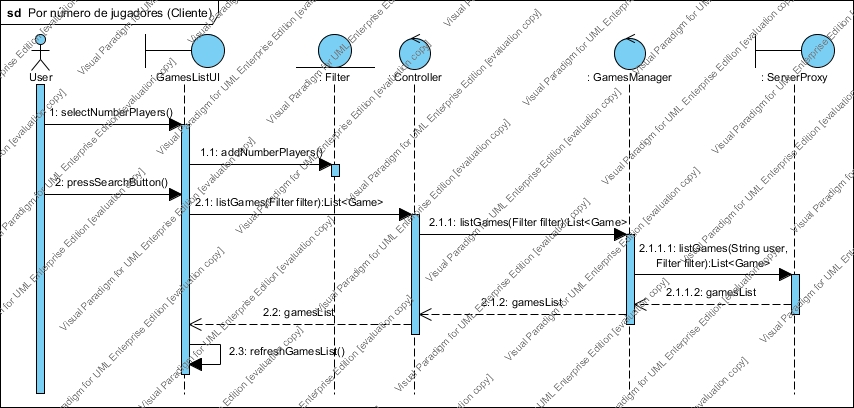 sd Por numero de jugadores (Cliente)
User
GamesListUI
: Filter
Controller
: GamesManager
: ServerProxy
1: selectNumberPlayers()
1.1: addNumberPlayers()
2: pressSearchButton()
2.1: listGames(Filter filter):List<Game>
2.1.1: listGames(Filter filter):List<Game>
2.1.1.1: listGames(String user,
Filter filter):List<Game>
2.1.1.2: gamesList
2.1.2: gamesList
2.2: gamesList
2.3: refreshGamesList()
Visual Paradigm for UML Enterprise Edition [evaluation copy]